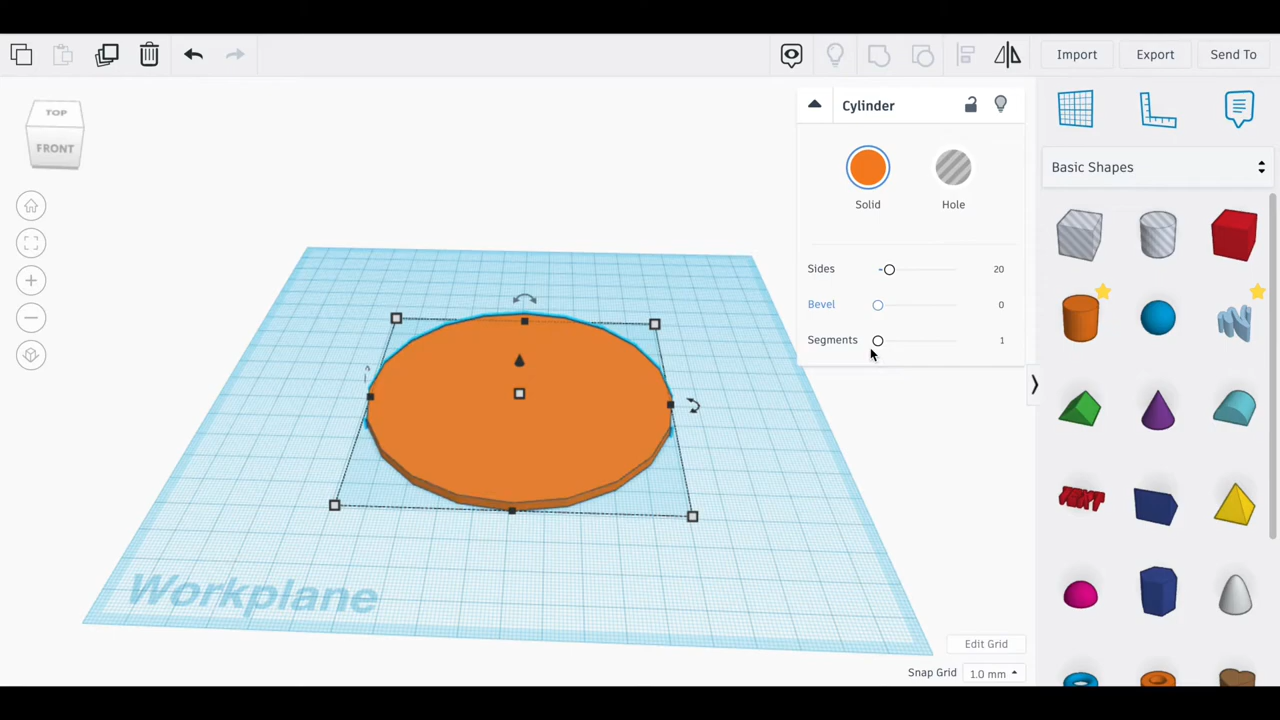 Import
Export
Send To
TOP
FRONT
Cylinder
Solid
Hole
Sides
20
Bevel
0
Segments
1
Basic Shapes
TEXT
Workplane
Edit Grid
Snap Grid
1.0 mm